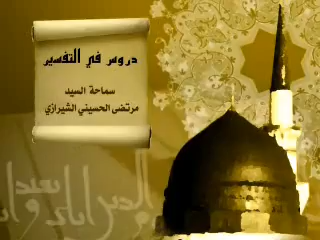 دروس في التفسير
سماحة السيد
مرتضى الحسيني الشيرازي